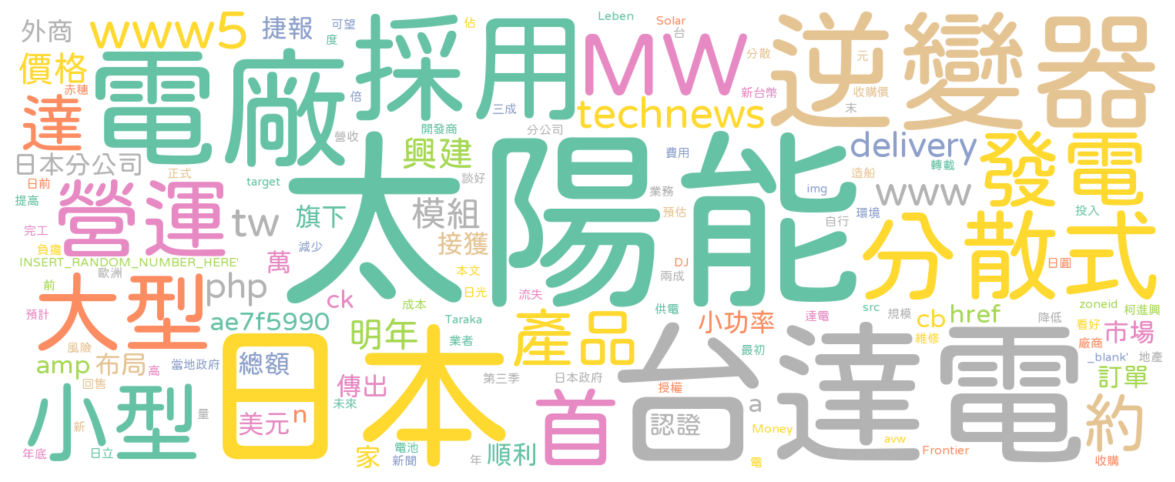 太陽能
日本
台達電
電廠
採用
逆變器
分散式
MW
發電
營運
大型
小型
產品
首
約
www5
technews
達
價格
外商
捷報
可望
度
佔
Leben
Solar
台
分散
元
收購價
末
新台幣
倍
三成
赤穗
開發商
分公司
營收
興建
費用
delivery
轉載
造船
日本分公司
日前
正式
提高
target
談好
業務
img
www
環境
投入
旗下
模組
預估
自行
tw
完工
負擔
減少
接獲
INSERT_RANDOM_NUMBER_HERE'
歐洲
萬
本文
DJ
兩成
日圓
前
php
ck
日光
流失
成本
供電
達電
src
規模
zoneid
柯進興
預計
ae7f5990
明年
Taraka
小功率
cb
href
降低
市場
維修
看好
廠商
風險
業者
最初
amp
布局
當地政府
總額
_blank'
地產
高
回售
傳出
第三季
日本政府
授權
訂單
未來
量
美元
n
a
認證
新
Money
年底
日立
家
電池
新聞
年
順利
電
avw
Frontier
收購